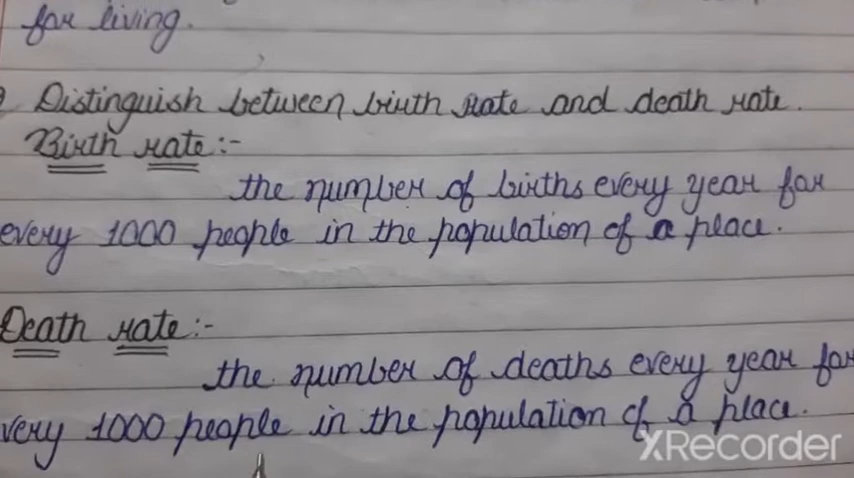 for living.
Distinguish between birth rate and death rate.
Birth rate:-
the number of births every year for
every 1000 people in the population of a place.
Death rate:-
the number of deaths every year for
very 1000 people in the population of a place.
XRecorder